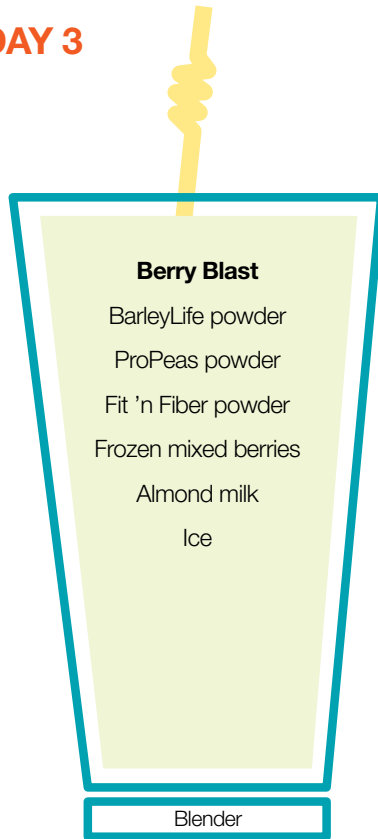 DAY 3
Berry Blast
BarleyLife powder
ProPeas powder
Fit ’n Fiber powder
Frozen mixed berries
Almond milk
Ice
Blender